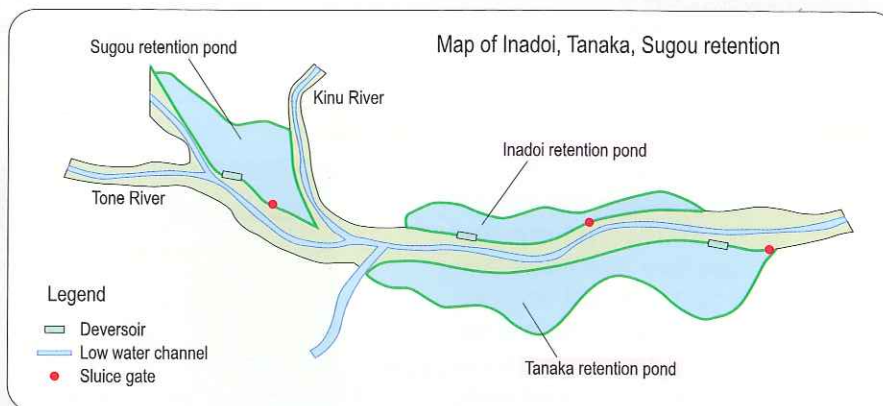 Map of Inadoi, Tanaka, Sugou retention
Sugou retention pond
Kinu River
Inadoi retention pond
Tone River
Legend
Deversoir
Low water channel
Sluice gate
Tanaka retention pond